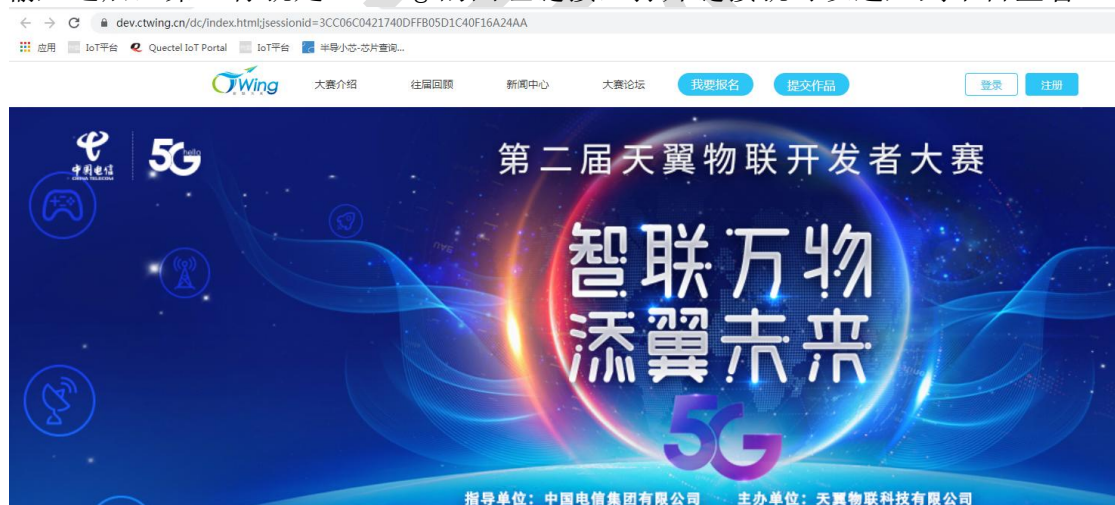 dev.ctwing.cn/dc/index.html;jsessionid=3CC06C0421740DFFB05D1C40F16A24AA
应用 IoT平台 Quectel IoT Portal IoT平台 半导小芯-芯片查询...
CTWing 大赛介绍 往届回顾 新闻中心 大赛论坛 我要报名 提交作品 登录 注册
中国电信
CHINA TELECOM
5G hello
第二届天翼物联开发者大赛
智联万物
添翼未来
5G
指导单位：中国电信集团有限公司 主办单位：天翼物联科技有限公司